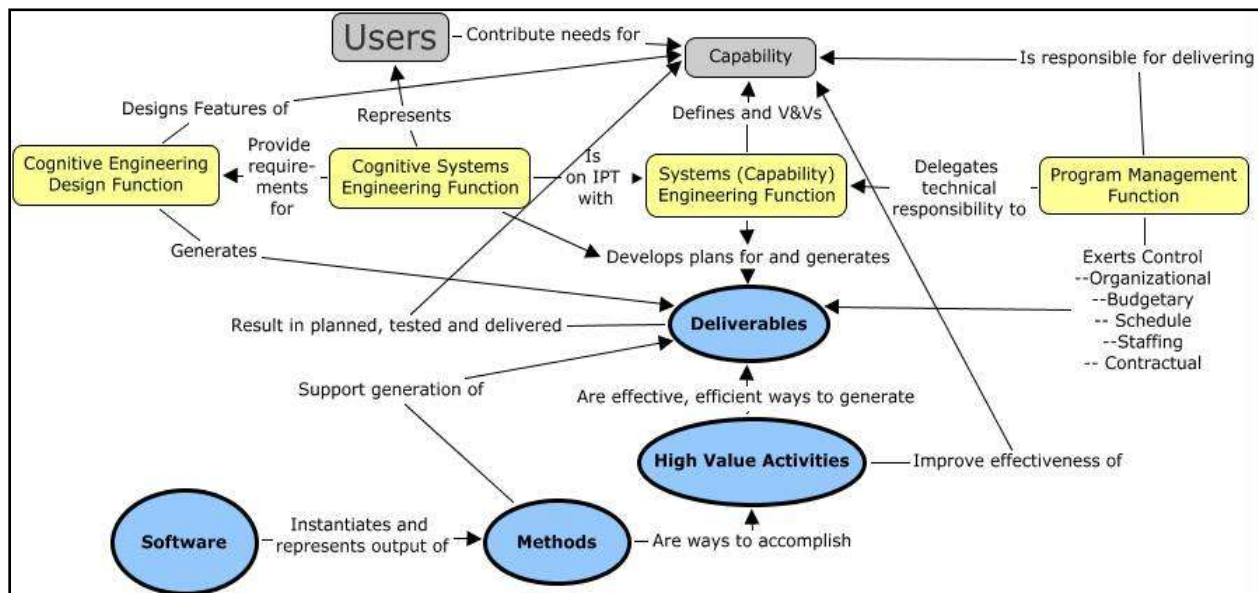 Users
Contribute needs for
Capability
Is responsible for delivering
Designs Features of
Represents
Defines and V&Vs
Cognitive Engineering
Design Function
Provide
require-
ments
for
Cognitive Systems
Engineering Function
Is
on IPT
with
Systems (Capability)
Engineering Function
Delegates
technical
responsibility to
Program Management
Function
Generates
Develops plans for and generates
Exerts Control
--Organizational
--Budgetary
-- Schedule
--Staffing
-- Contractual
Result in planned, tested and delivered
Deliverables
Support generation of
Are effective, efficient ways to generate
High Value Activities
Improve effectiveness of
Software
Instantiates and
represents output of
Methods
Are ways to accomplish